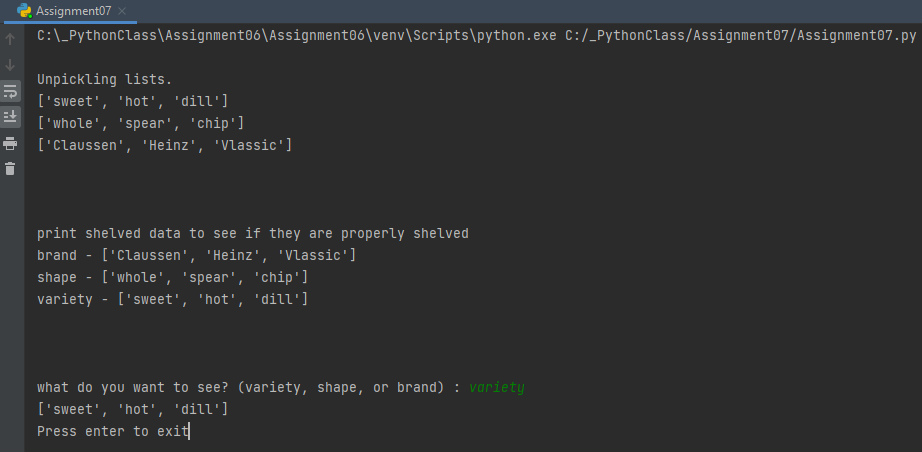 Assignment07
C:\_PythonClass\Assignment06\Assignment06\venv\Scripts\python.exe C:/_PythonClass/Assignment07/Assignment07.py
Unpickling lists.
['sweet', 'hot', 'dill']
['whole', 'spear', 'chip']
['Claussen', 'Heinz', 'Vlassic']
print shelved data to see if they are properly shelved
brand - ['Claussen', 'Heinz', 'Vlassic']
shape - ['whole', 'spear', 'chip']
variety - ['sweet', 'hot', 'dill']
what do you want to see? (variety, shape, or brand) : variety
['sweet', 'hot', 'dill']
Press enter to exit